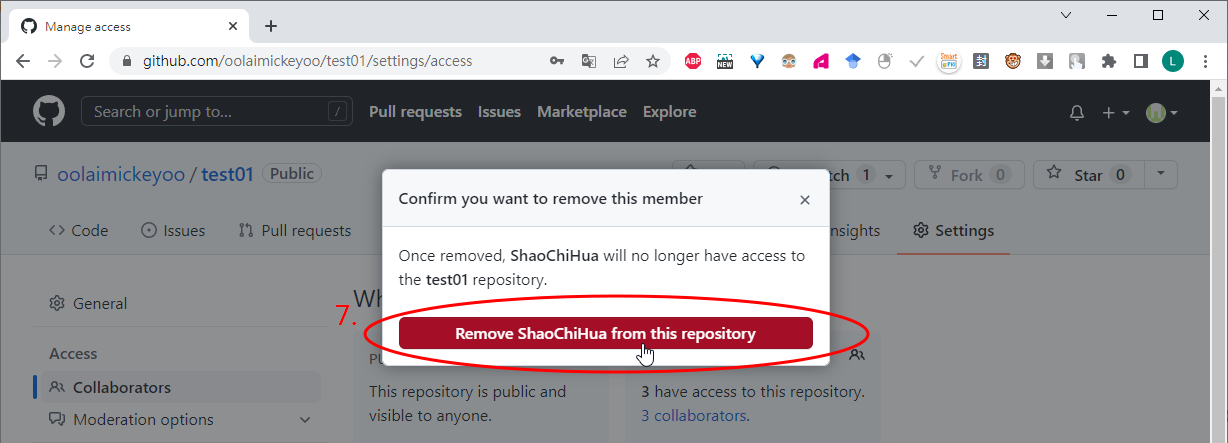 Manage access
github.com/oolaimickeyoo/test01/settings/access
ABP
NEW
Smart
封
L
Search or jump to...
/
Pull requests
Issues
Marketplace
Explore
oolaimickeyoo / test01
Public
1
Fork 0
Star 0
Code
Issues
Pull requests
Settings
Confirm you want to remove this member
Once removed, ShaoChiHua will no longer have access to
the test01 repository.
7.
Remove ShaoChiHua from this repository
General
Access
Collaborators
Moderation options
This repository is public and
visible to anyone.
3 have access to this repository.
3 collaborators.